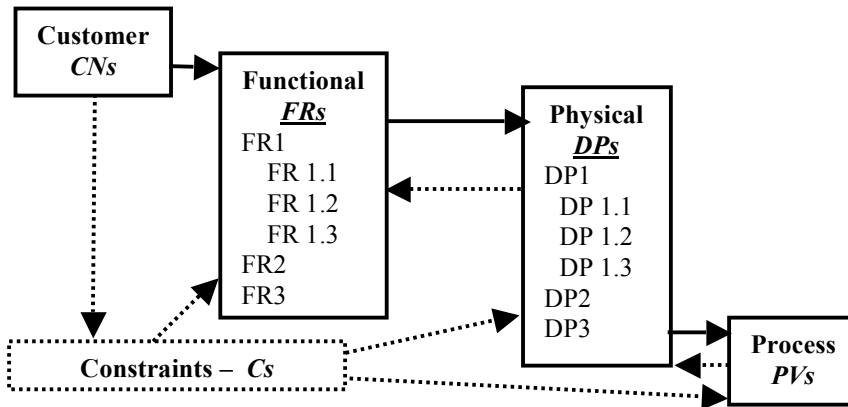 Customer
CNs
Functional
FRs
FR1
FR 1.1
FR 1.2
FR 1.3
FR2
FR3
Physical
DPs
DP1
DP 1.1
DP 1.2
DP 1.3
DP2
DP3
Constraints – Cs
Process
PVs